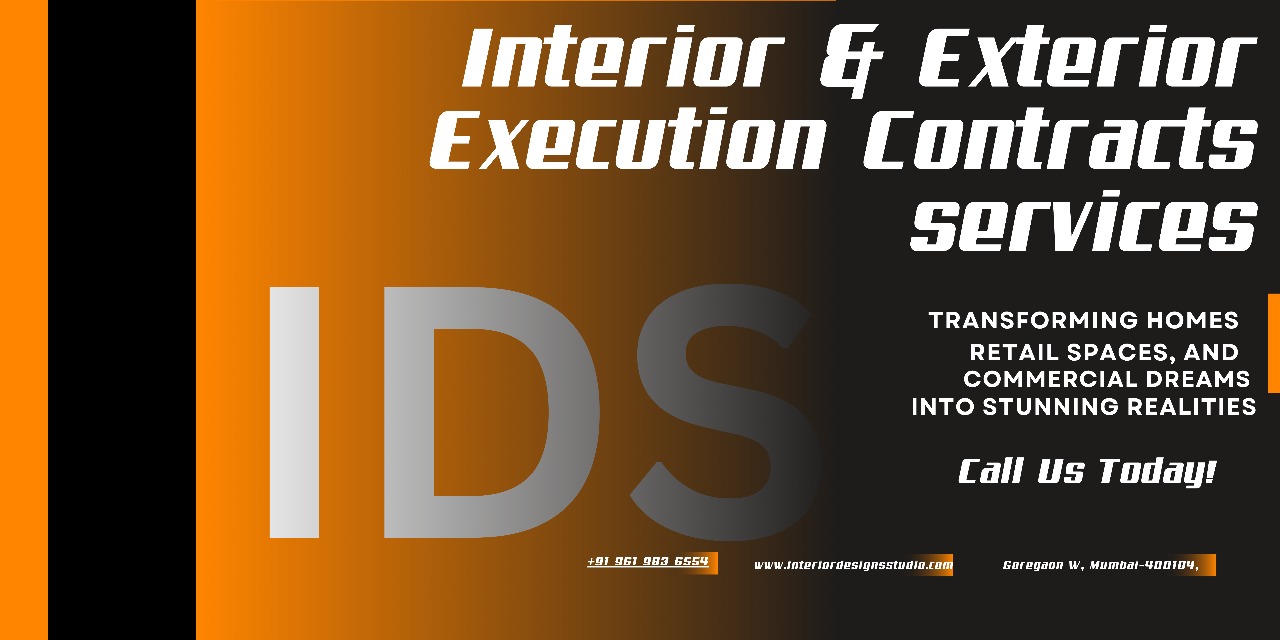 Interior & Exterior
Execution Contracts
services
IDS
TRANSFORMING HOMES
RETAIL SPACES, AND
COMMERCIAL DREAMS
INTO STUNNING REALITIES
Call Us Today!
+91 961 983 6554
www.interiordesignsstudio.com
Goregaon W, Mumbai-400104,